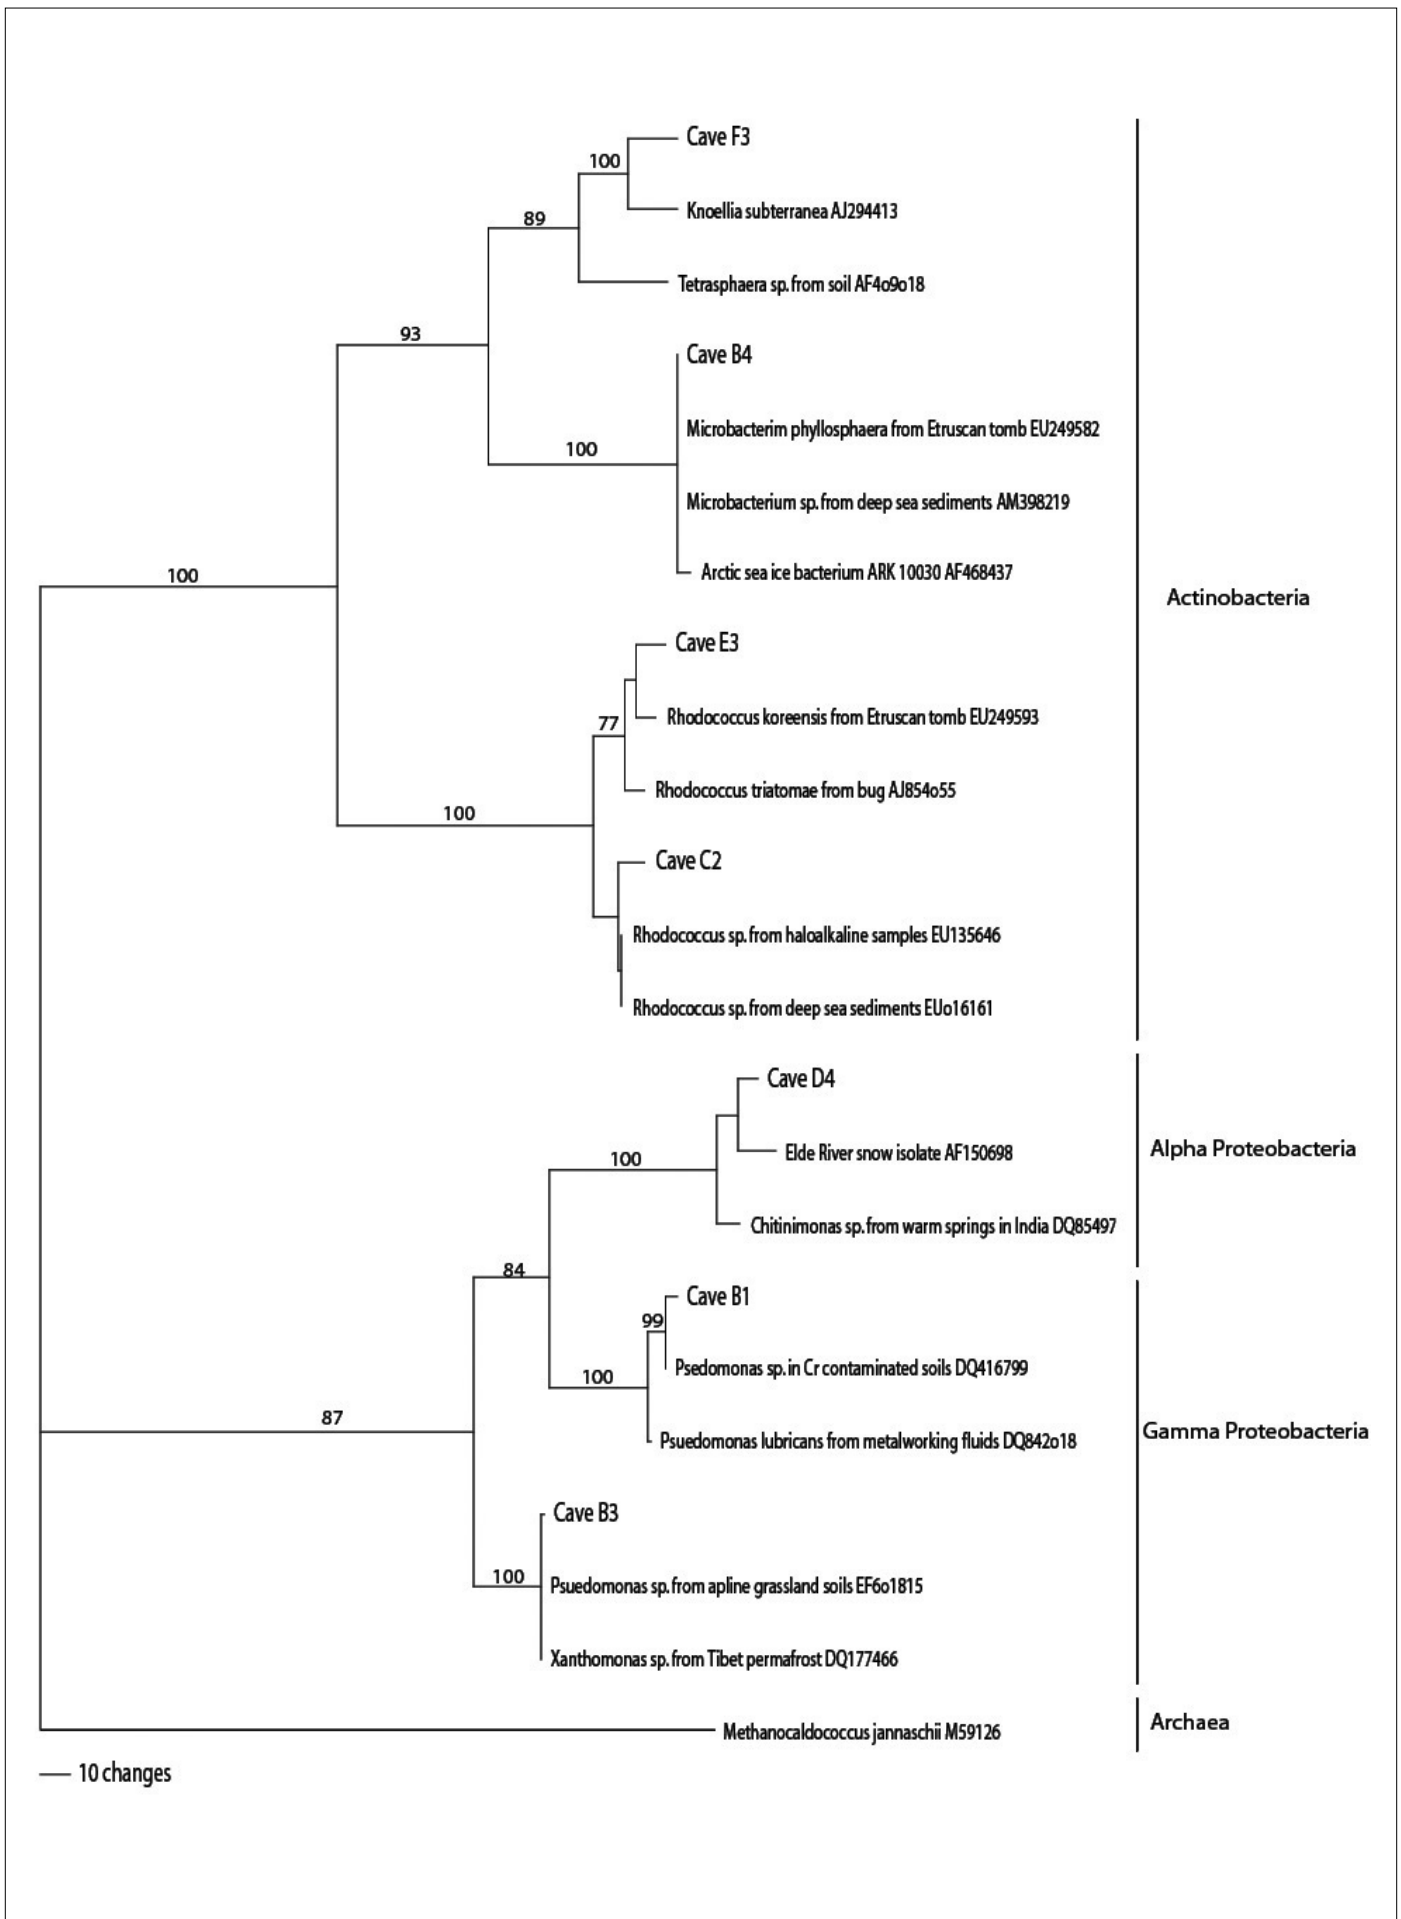 Cave F3
100
Knoellia subterranea AJ294413
89
Tetrasphaera sp. from soil AF4o9o18
93
Cave B4
Microbacterim phyllosphaera from Etruscan tomb EU249582
100
Microbacterium sp. from deep sea sediments AM398219
Arctic sea ice bacterium ARK 10030 AF468437
100
Actinobacteria
Cave E3
Rhodococcus koreensis from Etruscan tomb EU249593
77
Rhodococcus triatomae from bug AJ854o55
100
Cave C2
Rhodococcus sp. from haloalkaline samples EU135646
Rhodococcus sp. from deep sea sediments EUo16161
Cave D4
Elde River snow isolate AF150698
Alpha Proteobacteria
100
Chitinimonas sp. from warm springs in India DQ85497
84
Cave B1
99
Psedomonas sp. in Cr contaminated soils DQ416799
100
87
Gamma Proteobacteria
Psuedomonas lubricans from metalworking fluids DQ842o18
Cave B3
100
Psuedomonas sp. from apline grassland soils EF6o1815
Xanthomonas sp. from Tibet permafrost DQ177466
Methanocaldococcus jannaschii M59126
Archaea
10 changes